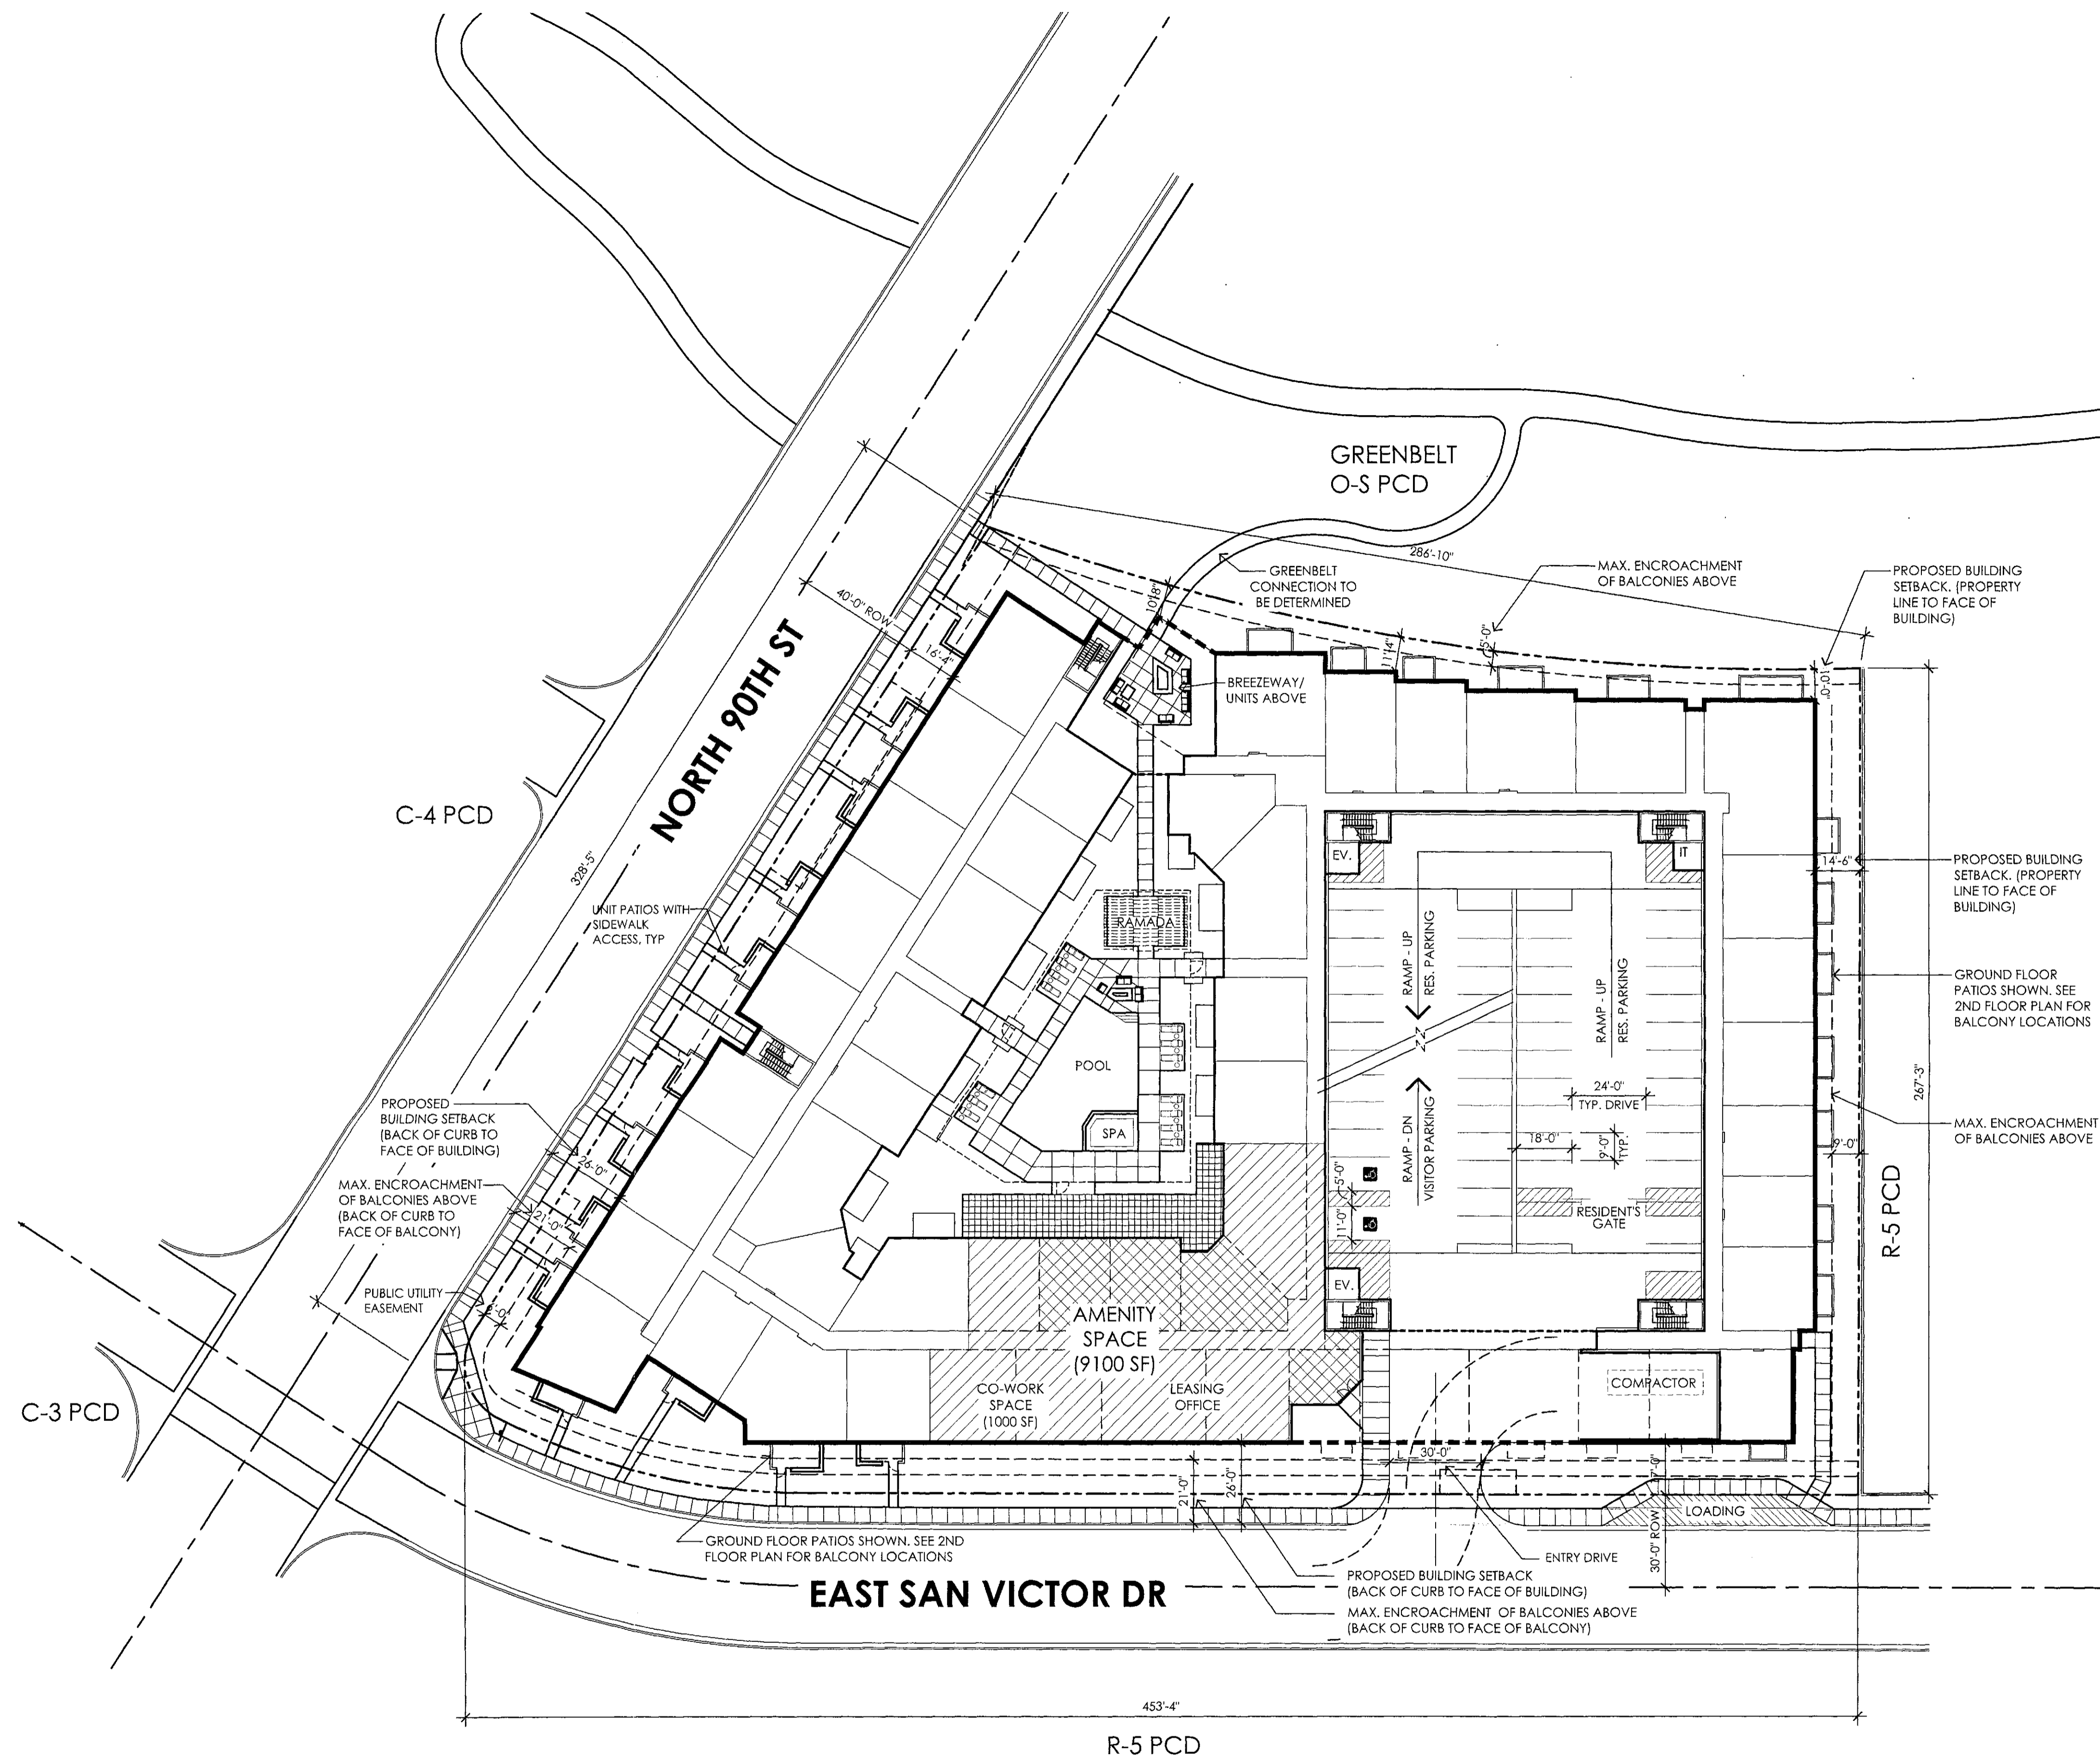 GREENBELT
O-S PCD
286'-10"
GREENBELT
CONNECTION TO
BE DETERMINED
MAX. ENCROACHMENT
OF BALCONIES ABOVE
PROPOSED BUILDING
SETBACK. (PROPERTY
LINE TO FACE OF
BUILDING)
40'-0" ROW
16'-4"
10'-8"
11'-4"
5'-0"
10'-0"
NORTH 90TH ST
BREEZEWAY/
UNITS ABOVE
C-4 PCD
328'-5"
UNIT PATIOS WITH
SIDEWALK
ACCESS, TYP
RAMADA
EV.
IT
14'-6"
PROPOSED BUILDING
SETBACK. (PROPERTY
LINE TO FACE OF
BUILDING)
RAMP - UP
RES. PARKING
RAMP - UP
RES. PARKING
GROUND FLOOR
PATIOS SHOWN. SEE
2ND FLOOR PLAN FOR
BALCONY LOCATIONS
267'-3"
POOL
SPA
24'-0"
TYP. DRIVE
18'-0"
9'-0"
TYP.
RAMP - DN
VISITOR PARKING
MAX. ENCROACHMENT
OF BALCONIES ABOVE
9'-0"
PROPOSED
BUILDING SETBACK
(BACK OF CURB TO
FACE OF BUILDING)
26'-0"
MAX. ENCROACHMENT
OF BALCONIES ABOVE
(BACK OF CURB TO
FACE OF BALCONY)
21'-0"
5'-0"
11'-0"
RESIDENT'S
GATE
R-5 PCD
PUBLIC UTILITY
EASEMENT
EV.
AMENITY
SPACE
(9100 SF)
CO-WORK
SPACE
(1000 SF)
LEASING
OFFICE
COMPACTOR
C-3 PCD
30'-0"
21'-0"
26'-0"
LOADING
30'-0" ROW
GROUND FLOOR PATIOS SHOWN. SEE 2ND
FLOOR PLAN FOR BALCONY LOCATIONS
ENTRY DRIVE
EAST SAN VICTOR DR
PROPOSED BUILDING SETBACK
(BACK OF CURB TO FACE OF BUILDING)
MAX. ENCROACHMENT OF BALCONIES ABOVE
(BACK OF CURB TO FACE OF BALCONY)
453'-4"
R-5 PCD